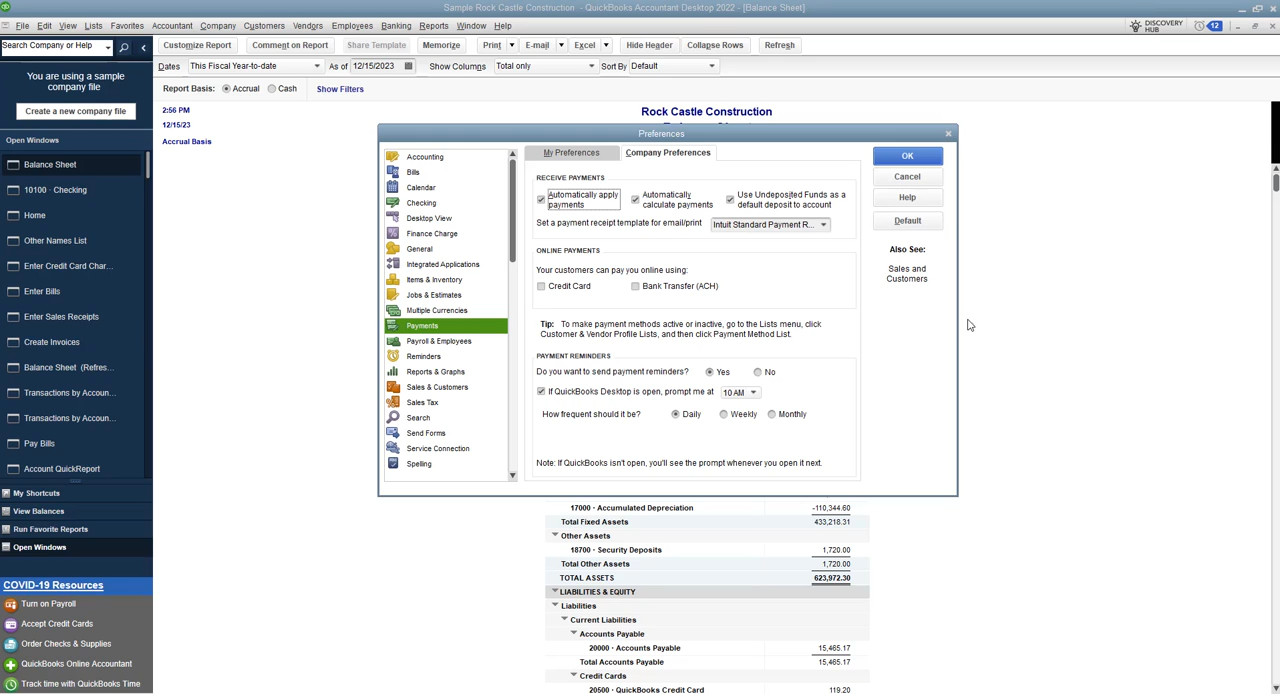 Sample Rock Castle Construction - QuickBooks Accountant Desktop 2022 - [Balance Sheet]
File Edit View Lists Favorites Accountant Company Customers Vendors Employees Banking Reports Window Help
DISCOVERY HUB 12
Search Company or Help
Customize Report Comment on Report Share Template Memorize Print E-mail Excel Hide Header Collapse Rows Refresh
Dates This Fiscal Year-to-date As of 12/15/2023 Show Columns Total only Sort By Default
Report Basis: Accrual Cash Show Filters
You are using a sample
company file
Create a new company file
Open Windows
Balance Sheet
10100 · Checking
Home
Other Names List
Enter Credit Card Char...
Enter Bills
Enter Sales Receipts
Create Invoices
Balance Sheet (Refres...
Transactions by Accoun...
Transactions by Accoun...
Pay Bills
Account QuickReport
My Shortcuts
View Balances
Run Favorite Reports
Open Windows
COVID-19 Resources
Turn on Payroll
Accept Credit Cards
Order Checks & Supplies
QuickBooks Online Accountant
Track time with QuickBooks Time
2:56 PM
12/15/23
Accrual Basis
Rock Castle Construction
Preferences
Accounting
Bills
Calendar
Checking
Desktop View
Finance Charge
General
Integrated Applications
Items & Inventory
Jobs & Estimates
Multiple Currencies
Payments
Payroll & Employees
Reminders
Reports & Graphs
Sales & Customers
Sales Tax
Search
Send Forms
Service Connection
Spelling
My Preferences Company Preferences
RECEIVE PAYMENTS
Automatically apply payments
Automatically calculate payments
Use Undeposited Funds as a default deposit to account
Set a payment receipt template for email/print Intuit Standard Payment R...
ONLINE PAYMENTS
Your customers can pay you online using:
Credit Card Bank Transfer (ACH)
Tip: To make payment methods active or inactive, go to the Lists menu, click
Customer & Vendor Profile Lists, and then click Payment Method List.
PAYMENT REMINDERS
Do you want to send payment reminders? Yes No
If QuickBooks Desktop is open, prompt me at 10 AM
How frequent should it be? Daily Weekly Monthly
Note: If QuickBooks isn't open, you'll see the prompt whenever you open it next.
OK
Cancel
Help
Default
Also See:
Sales and
Customers
17000 · Accumulated Depreciation -110,344.60
Total Fixed Assets 433,218.31
Other Assets
18700 · Security Deposits 1,720.00
Total Other Assets 1,720.00
TOTAL ASSETS 623,972.30
LIABILITIES & EQUITY
Liabilities
Current Liabilities
Accounts Payable
20000 · Accounts Payable 15,465.17
Total Accounts Payable 15,465.17
Credit Cards
20500 · QuickBooks Credit Card 119.20